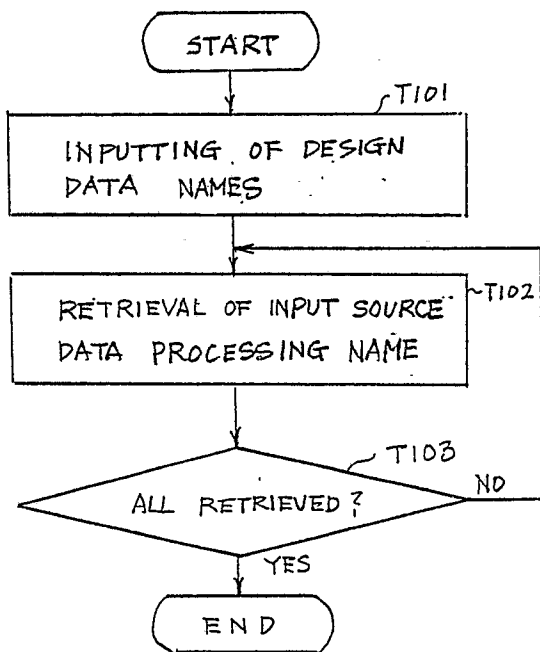 START
T101
INPUTTING OF DESIGN
DATA NAMES
T102
RETRIEVAL OF INPUT SOURCE
DATA PROCESSING NAME
T103
ALL RETRIEVED?
NO
YES
END